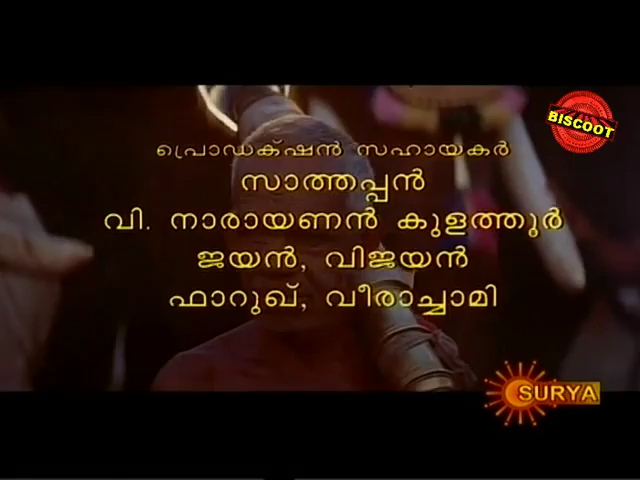 BISCOOT
പ്രൊഡക്ഷൻ സഹായകർ
സാത്തപ്പൻ
വി. നാരായണൻ കുളത്തൂർ
ജയൻ, വിജയൻ
ഫാറുഖ്, വീരാച്ചാമി
SURYA